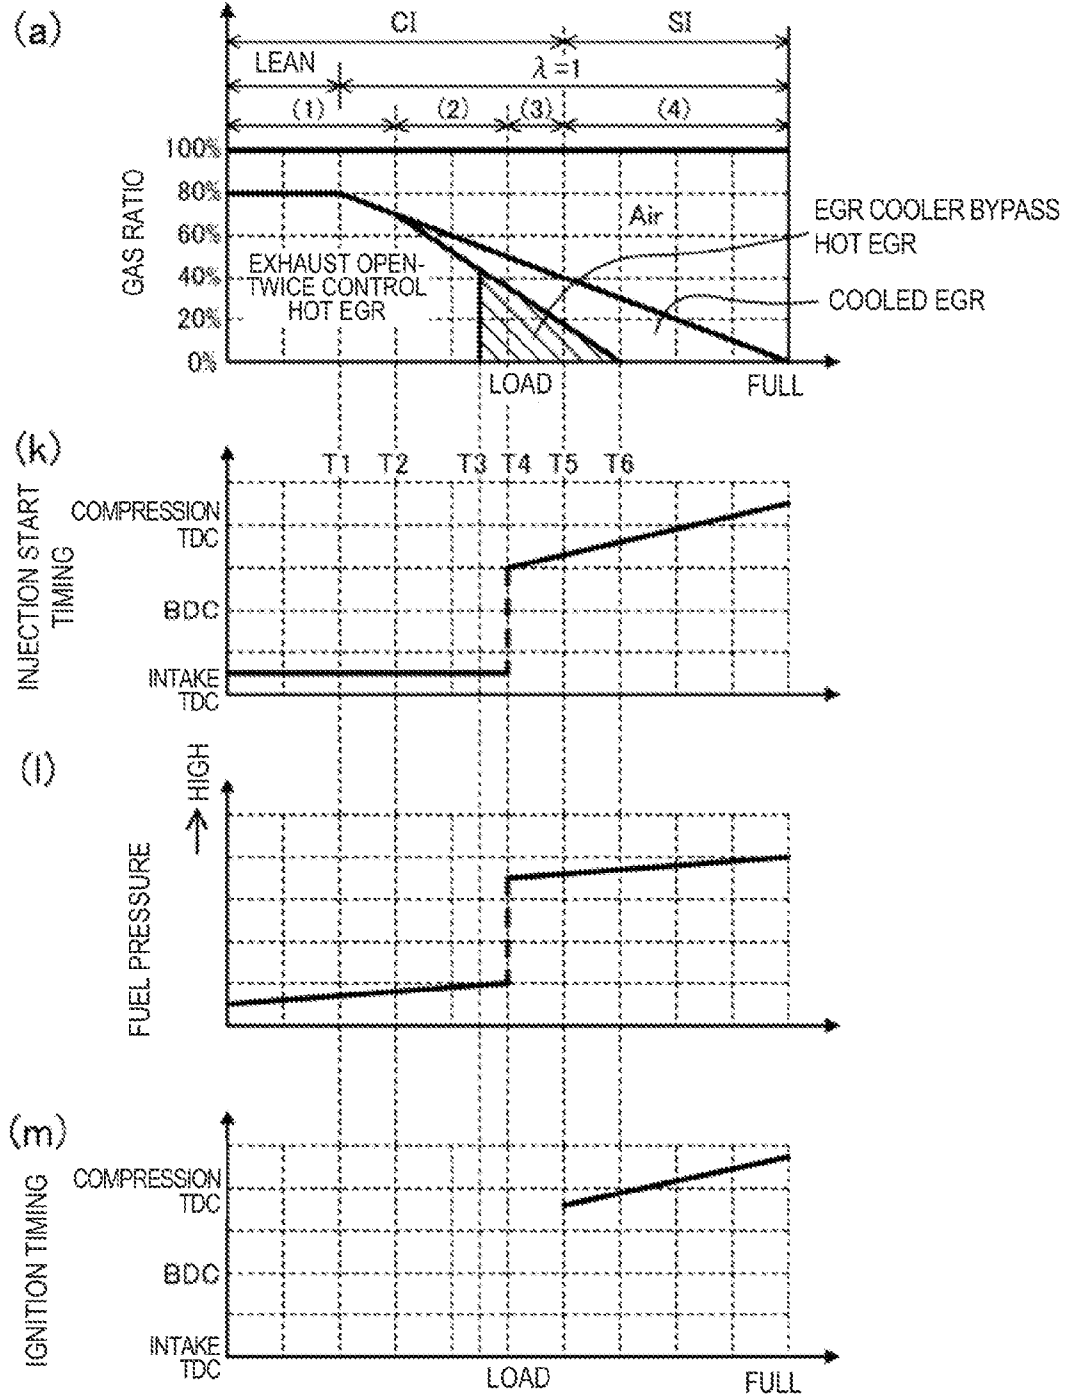 (a)
CI
SI
LEAN
λ=1
(1)
(2)
(3)
(4)
100%
80%
60%
40%
20%
0%
GAS RATIO
Air
EXHAUST OPEN-
TWICE CONTROL
HOT EGR
EGR COOLER BYPASS
HOT EGR
COOLED EGR
LOAD
FULL
(k)
T1
T2
T3
T4
T5
T6
INJECTION START
TIMING
COMPRESSION
TDC
BDC
INTAKE
TDC
(l)
HIGH
FUEL PRESSURE
(m)
IGNITION TIMING
COMPRESSION
TDC
BDC
INTAKE
TDC
LOAD
FULL